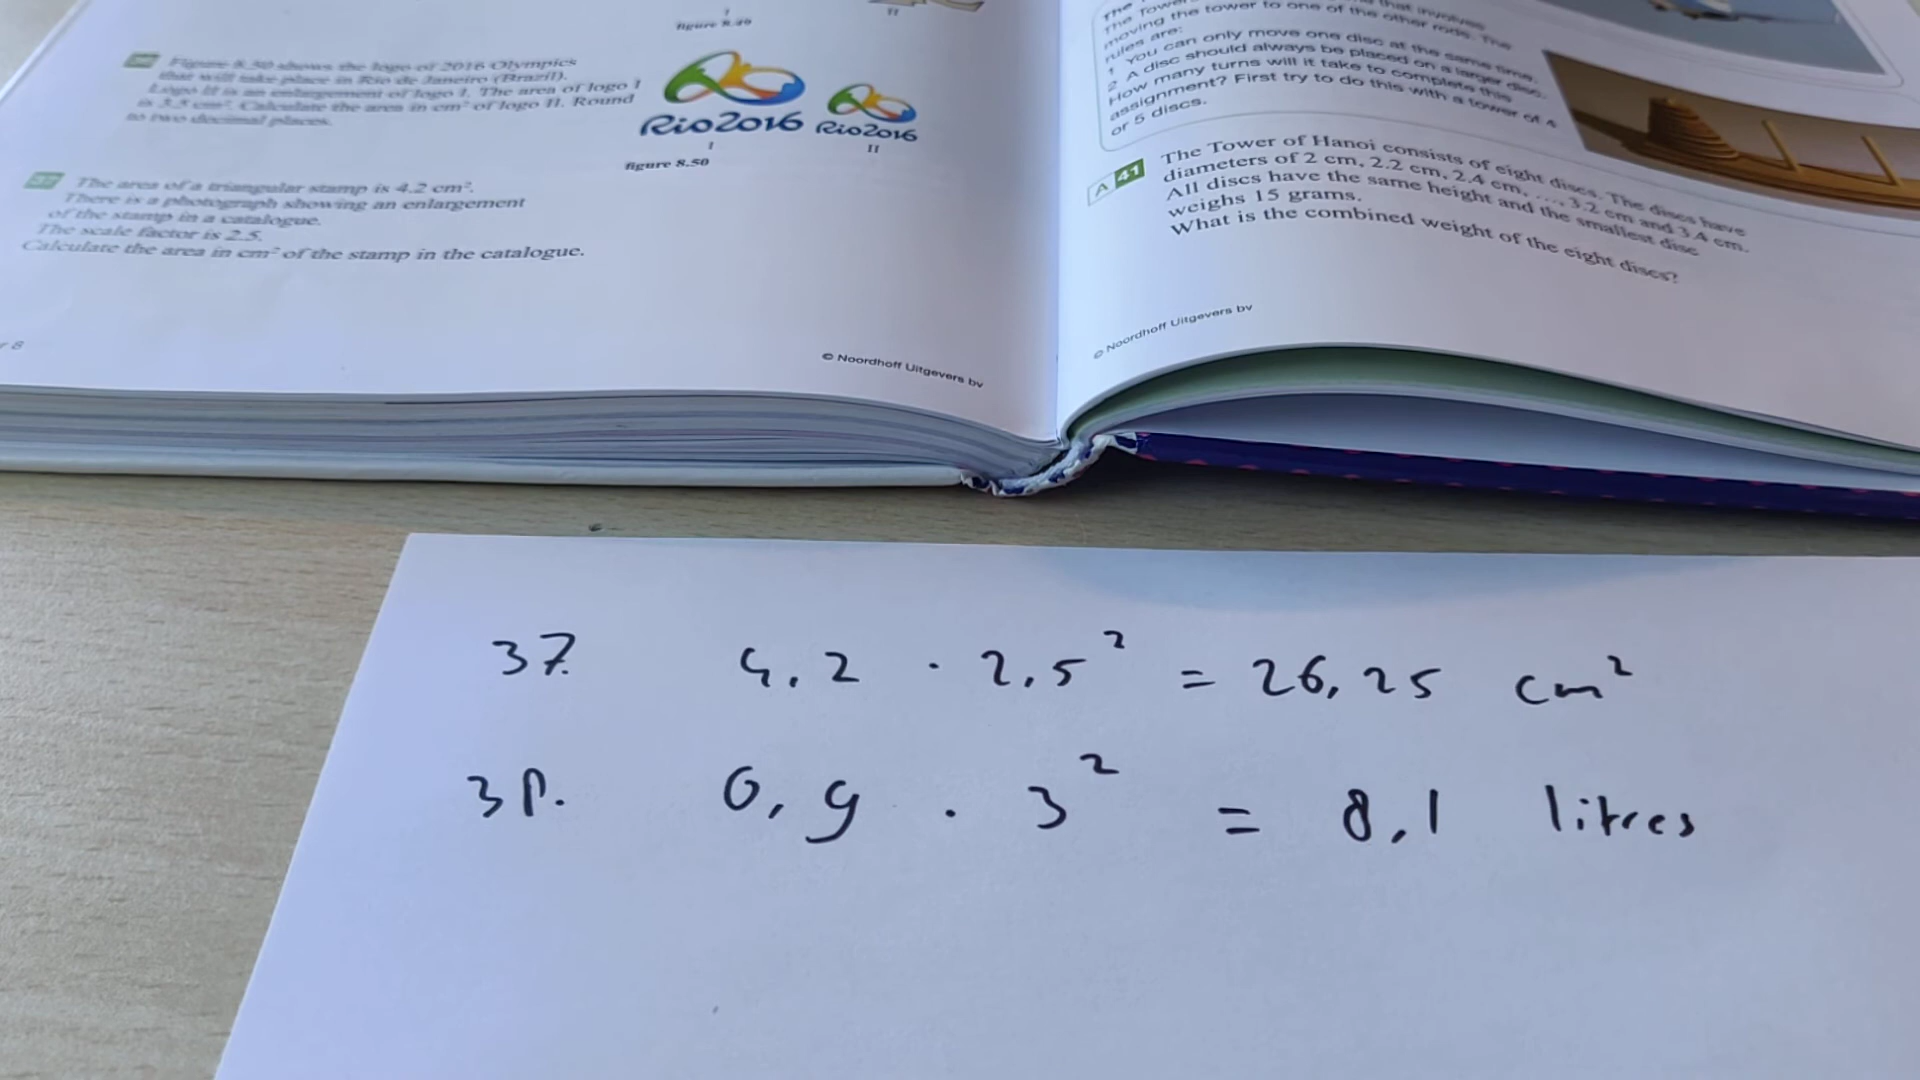 figure 8.49
II
36 Figure 8.50 shows the logo of 2016 Olympics
that will take place in Rio de Janeiro (Brazil).
Logo II is an enlargement of logo I. The area of logo I
is 3.5 cm². Calculate the area in cm² of logo II. Round
to two decimal places.
Rio2016
Rio2016
I
II
figure 8.50
37 The area of a triangular stamp is 4.2 cm².
There is a photograph showing an enlargement
of the stamp in a catalogue.
The scale factor is 2.5.
Calculate the area in cm² of the stamp in the catalogue.
r 8
© Noordhoff Uitgevers bv
that involves
moving the tower to one of the other rods. The
rules are:
1 You can only move one disc at the same time.
2 A disc should always be placed on a larger disc.
How many turns will it take to complete this
assignment? First try to do this with a tower of 4
or 5 discs.
A 41 The Tower of Hanoi consists of eight discs. The discs have
diameters of 2 cm, 2.2 cm, 2.4 cm, ..., 3.2 cm and 3.4 cm.
All discs have the same height and the smallest disc
weighs 15 grams.
What is the combined weight of the eight discs?
© Noordhoff Uitgevers bv
37. 4,2 · 2,5² = 26,25 cm²
38. 0,9 · 3² = 8,1 litres